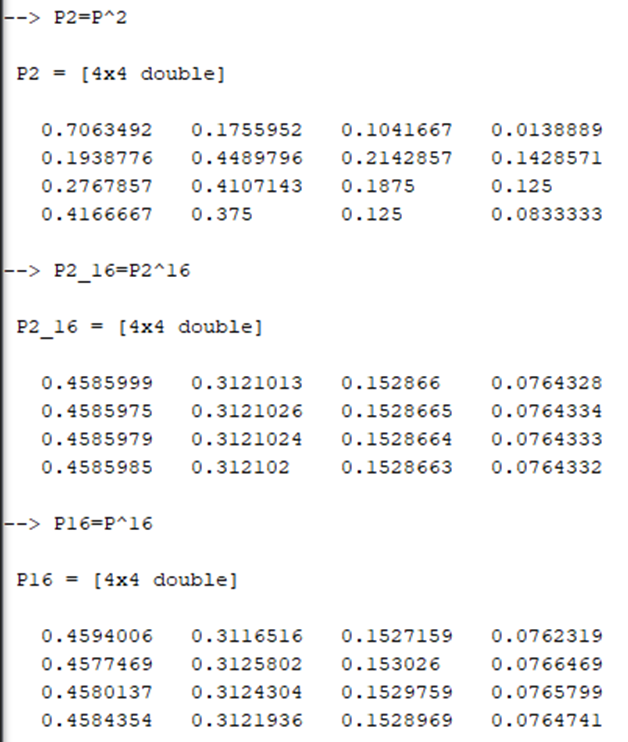 --> P2=P^2
P2 = [4x4 double]
0.7063492 0.1755952 0.1041667 0.0138889
0.1938776 0.4489796 0.2142857 0.1428571
0.2767857 0.4107143 0.1875 0.125
0.4166667 0.375 0.125 0.0833333
--> P2_16=P2^16
P2_16 = [4x4 double]
0.4585999 0.3121013 0.152866 0.0764328
0.4585975 0.3121026 0.1528665 0.0764334
0.4585979 0.3121024 0.1528664 0.0764333
0.4585985 0.312102 0.1528663 0.0764332
--> P16=P^16
P16 = [4x4 double]
0.4594006 0.3116516 0.1527159 0.0762319
0.4577469 0.3125802 0.153026 0.0766469
0.4580137 0.3124304 0.1529759 0.0765799
0.4584354 0.3121936 0.1528969 0.0764741